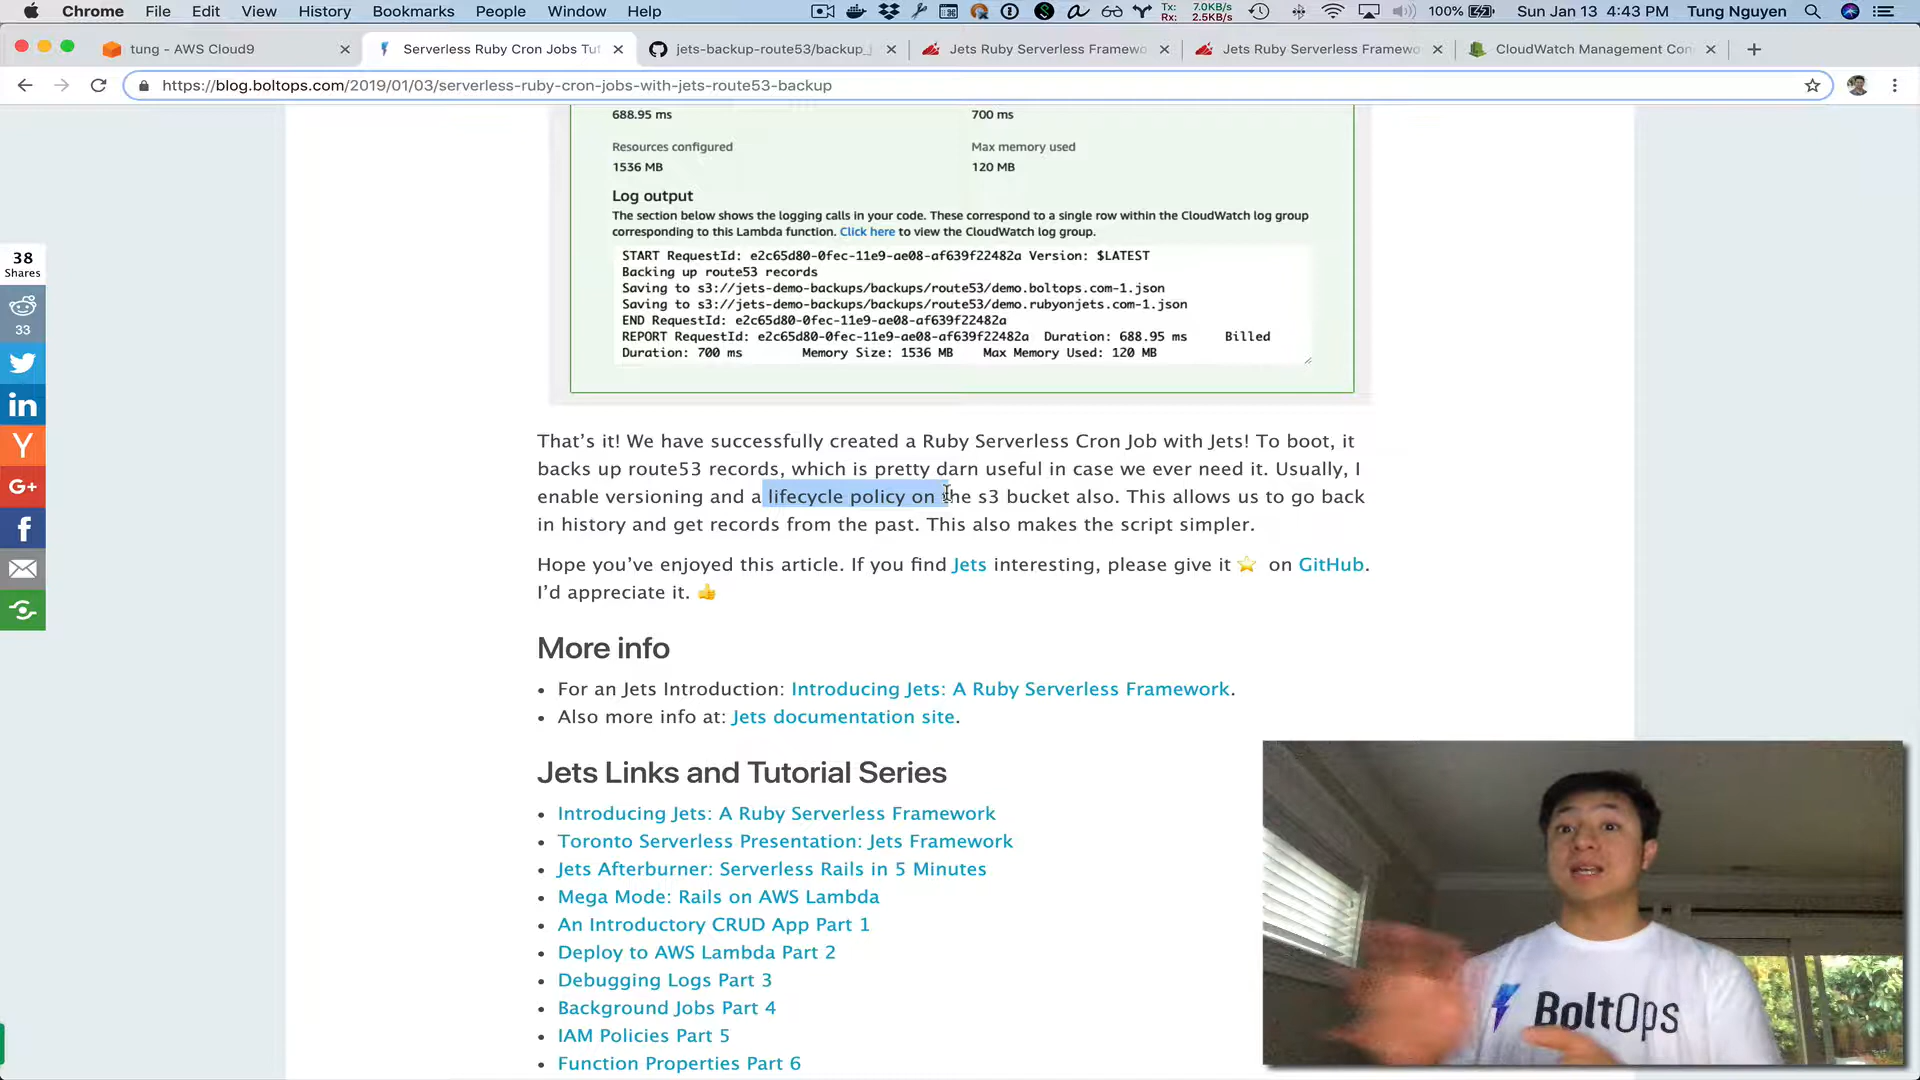 Chrome File Edit View History Bookmarks People Window Help Tx: 7.0KB/s Rx: 2.5KB/s 100% Sun Jan 13 4:43 PM Tung Nguyen
tung - AWS Cloud9 Serverless Ruby Cron Jobs Tut jets-backup-route53/backup_j Jets Ruby Serverless Framewo Jets Ruby Serverless Framewo CloudWatch Management Con
https://blog.boltops.com/2019/01/03/serverless-ruby-cron-jobs-with-jets-route53-backup
688.95 ms 700 ms
Resources configured Max memory used
1536 MB 120 MB
Log output
The section below shows the logging calls in your code. These correspond to a single row within the CloudWatch log group
corresponding to this Lambda function. Click here to view the CloudWatch log group.
START RequestId: e2c65d80-0fec-11e9-ae08-af639f22482a Version: $LATEST
Backing up route53 records
Saving to s3://jets-demo-backups/backups/route53/demo.boltops.com-1.json
Saving to s3://jets-demo-backups/backups/route53/demo.rubyonjets.com-1.json
END RequestId: e2c65d80-0fec-11e9-ae08-af639f22482a
REPORT RequestId: e2c65d80-0fec-11e9-ae08-af639f22482a Duration: 688.95 ms Billed
Duration: 700 ms Memory Size: 1536 MB Max Memory Used: 120 MB
38
Shares
33
G+
That's it! We have successfully created a Ruby Serverless Cron Job with Jets! To boot, it
backs up route53 records, which is pretty darn useful in case we ever need it. Usually, I
enable versioning and a lifecycle policy on the s3 bucket also. This allows us to go back
in history and get records from the past. This also makes the script simpler.
Hope you've enjoyed this article. If you find Jets interesting, please give it ⭐ on GitHub.
I'd appreciate it. 👍
More info
• For an Jets Introduction: Introducing Jets: A Ruby Serverless Framework.
• Also more info at: Jets documentation site.
Jets Links and Tutorial Series
• Introducing Jets: A Ruby Serverless Framework
• Toronto Serverless Presentation: Jets Framework
• Jets Afterburner: Serverless Rails in 5 Minutes
• Mega Mode: Rails on AWS Lambda
• An Introductory CRUD App Part 1
• Deploy to AWS Lambda Part 2
• Debugging Logs Part 3
• Background Jobs Part 4
• IAM Policies Part 5
• Function Properties Part 6
BoltOps